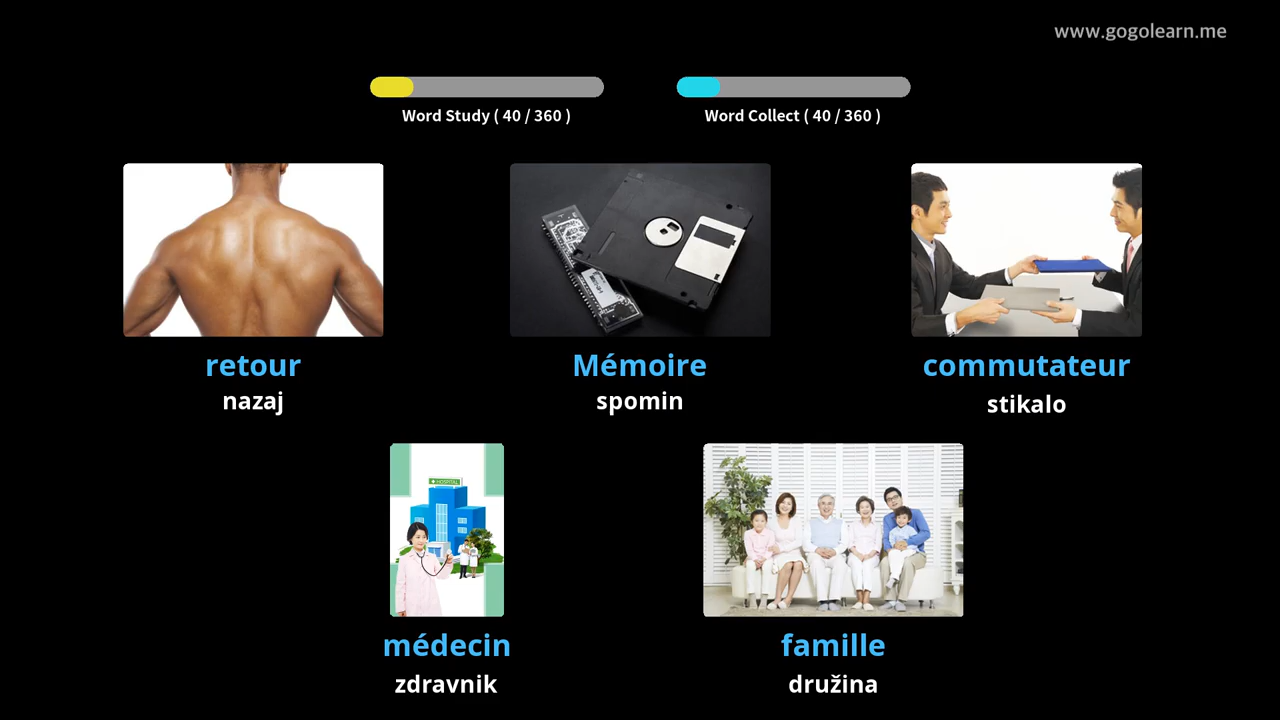 www.gogolearn.me
Word Study ( 40 / 360 )
Word Collect ( 40 / 360 )
retour
nazaj
Mémoire
spomin
commutateur
stikalo
HOSPITAL
médecin
zdravnik
famille
družina